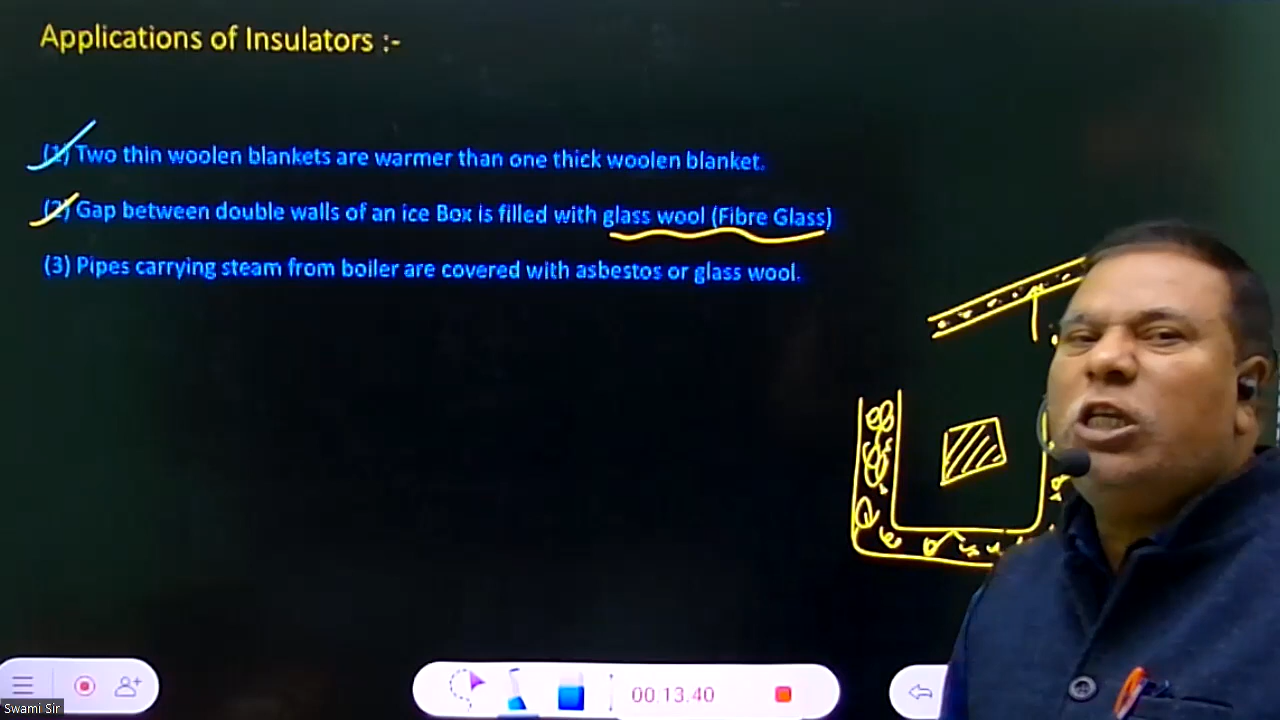 Applications of Insulators :-
(1) Two thin woolen blankets are warmer than one thick woolen blanket.
(2) Gap between double walls of an ice Box is filled with glass wool (Fibre Glass)
(3) Pipes carrying steam from boiler are covered with asbestos or glass wool.
00.13.40
Swami Sir